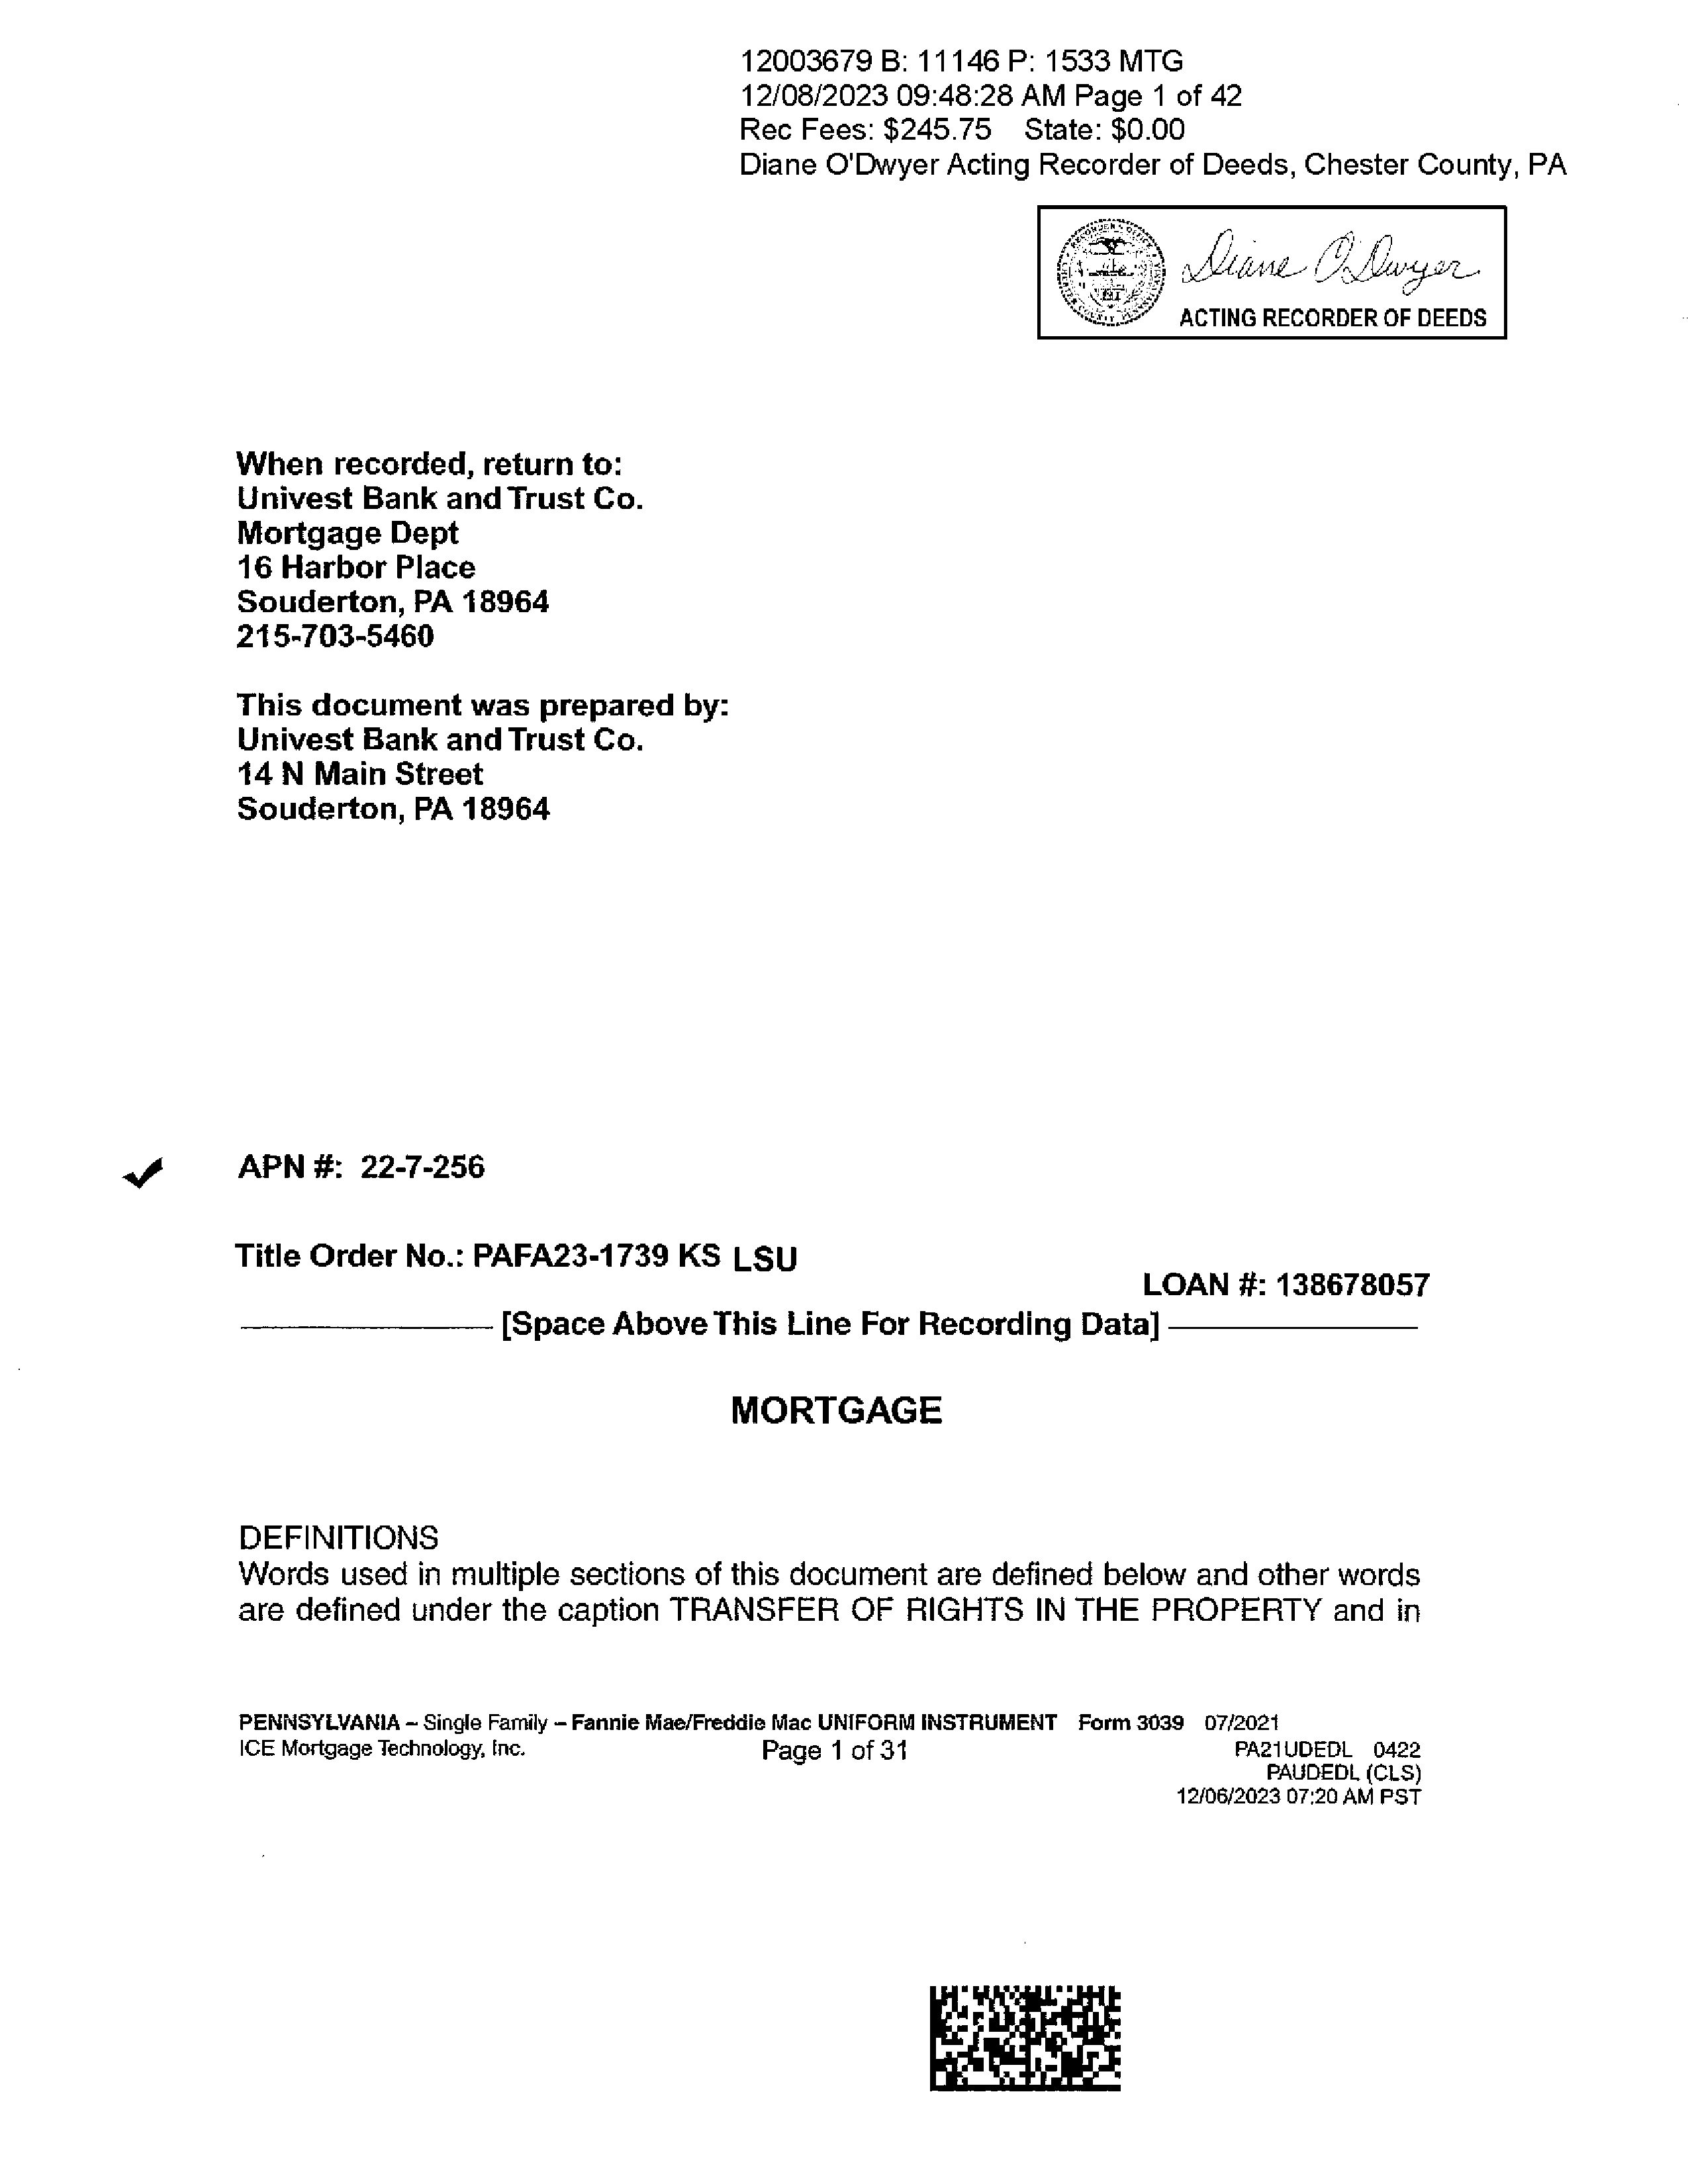 12003679 B: 11146 P: 1533 MTG
12/08/2023 09:48:28 AM Page 1 of 42
Rec Fees: $245.75 State: $0.00
Diane O'Dwyer Acting Recorder of Deeds, Chester County, PA
Diane O'Dwyer
ACTING RECORDER OF DEEDS
When recorded, return to:
Univest Bank and Trust Co.
Mortgage Dept
16 Harbor Place
Souderton, PA 18964
215-703-5460
This document was prepared by:
Univest Bank and Trust Co.
14 N Main Street
Souderton, PA 18964
APN #: 22-7-256
Title Order No.: PAFA23-1739 KS LSU
LOAN #: 138678057
[Space Above This Line For Recording Data]
MORTGAGE
DEFINITIONS
Words used in multiple sections of this document are defined below and other words
are defined under the caption TRANSFER OF RIGHTS IN THE PROPERTY and in
PENNSYLVANIA – Single Family – Fannie Mae/Freddie Mac UNIFORM INSTRUMENT Form 3039 07/2021
ICE Mortgage Technology, Inc. Page 1 of 31 PA21UDEDL 0422
PAUDEDL (CLS)
12/06/2023 07:20 AM PST